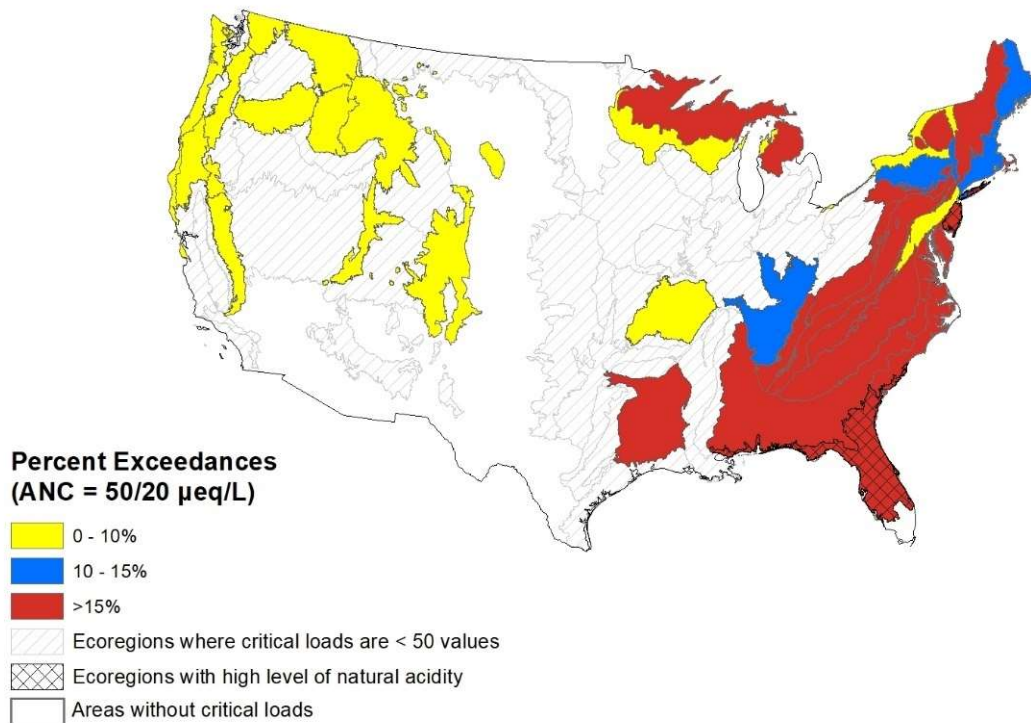 Percent Exceedances
(ANC = 50/20 µeq/L)
0 - 10%
10 - 15%
>15%
Ecoregions where critical loads are < 50 values
Ecoregions with high level of natural acidity
Areas without critical loads